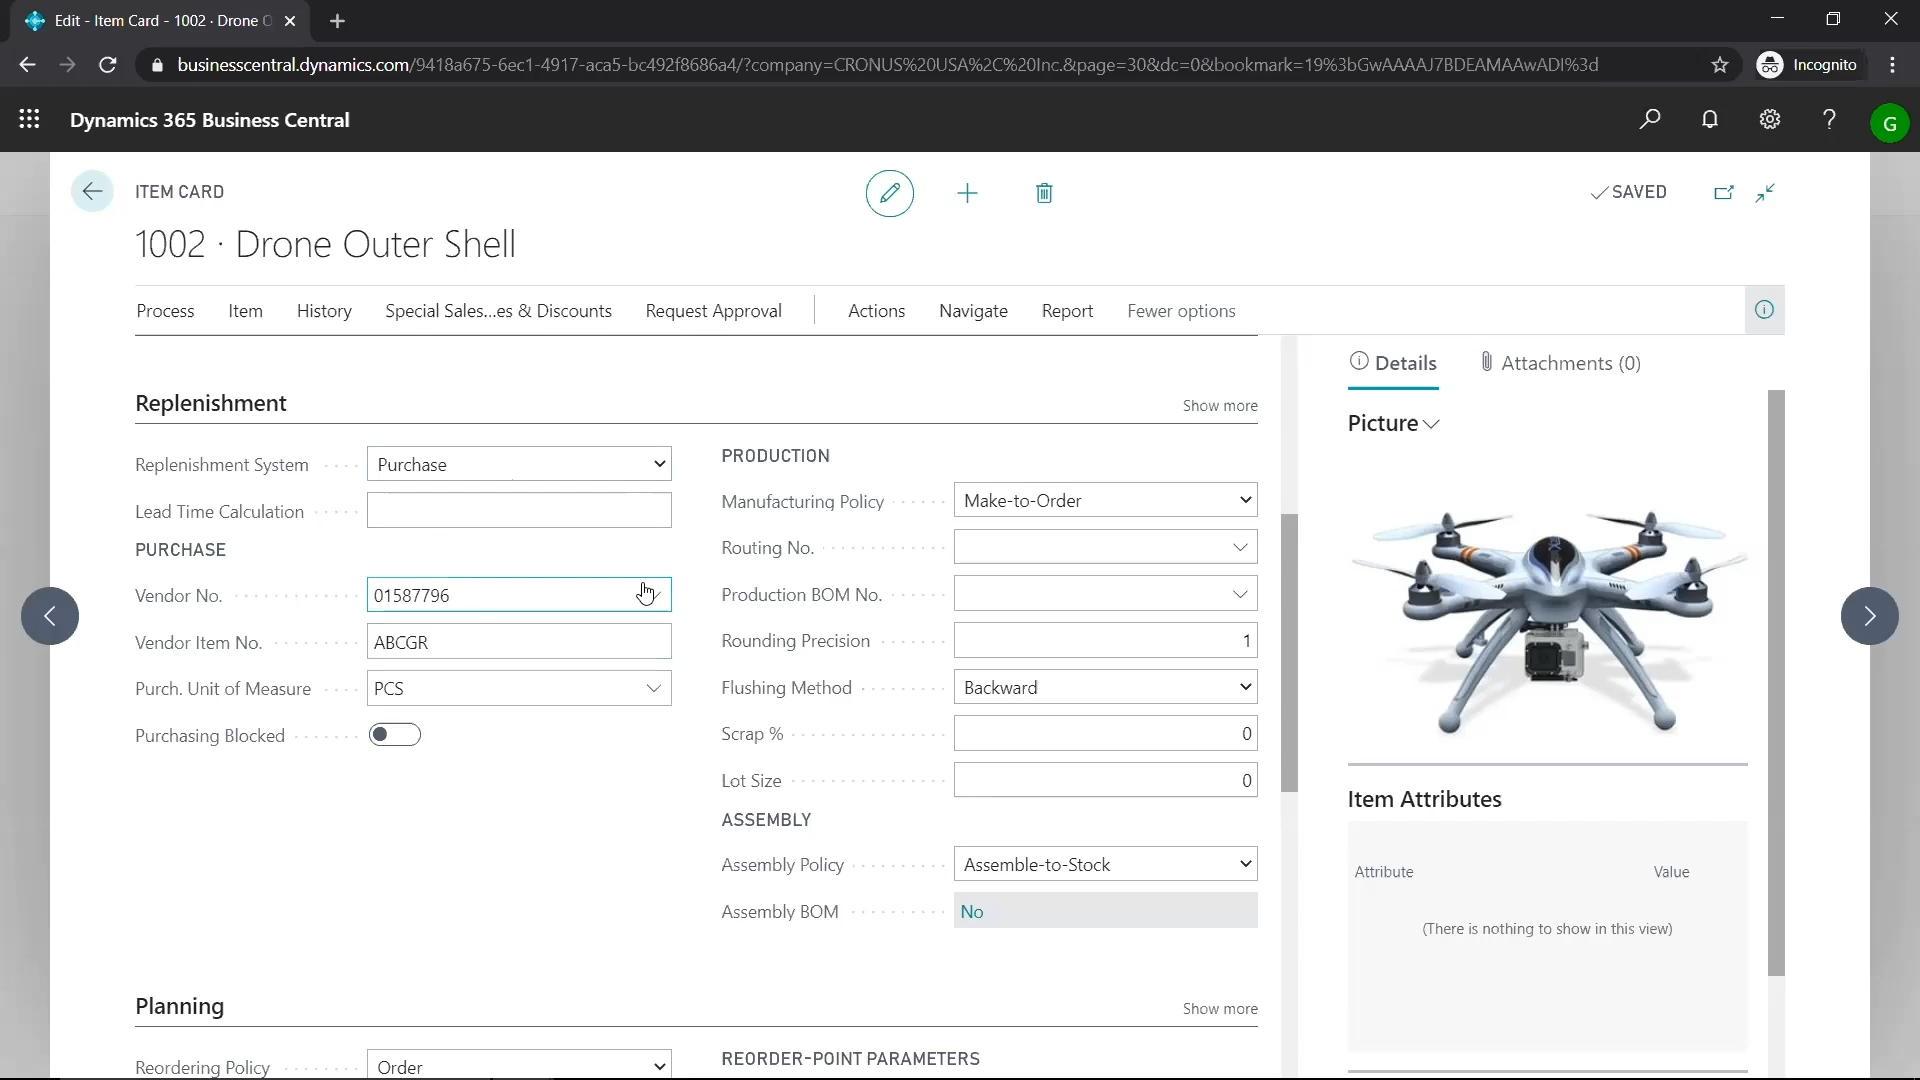 Edit - Item Card - 1002 · Drone O
businesscentral.dynamics.com/9418a675-6ec1-4917-aca5-bc492f8686a4/?company=CRONUS%20USA%2C%20Inc.&page=30&dc=0&bookmark=19%3bGwAAAAJ7BDEAMAAwADI%3d
Incognito
Dynamics 365 Business Central
G
ITEM CARD
SAVED
1002 · Drone Outer Shell
Process Item History Special Sales...es & Discounts Request Approval Actions Navigate Report Fewer options
Details Attachments (0)
Replenishment Show more
Picture
Replenishment System Purchase
Lead Time Calculation
PURCHASE
Vendor No. 01587796
Vendor Item No. ABCGR
Purch. Unit of Measure PCS
Purchasing Blocked
PRODUCTION
Manufacturing Policy Make-to-Order
Routing No.
Production BOM No.
Rounding Precision 1
Flushing Method Backward
Scrap % 0
Lot Size 0
ASSEMBLY
Assembly Policy Assemble-to-Stock
Assembly BOM No
Item Attributes
Attribute Value
(There is nothing to show in this view)
Planning Show more
Reordering Policy Order
REORDER-POINT PARAMETERS